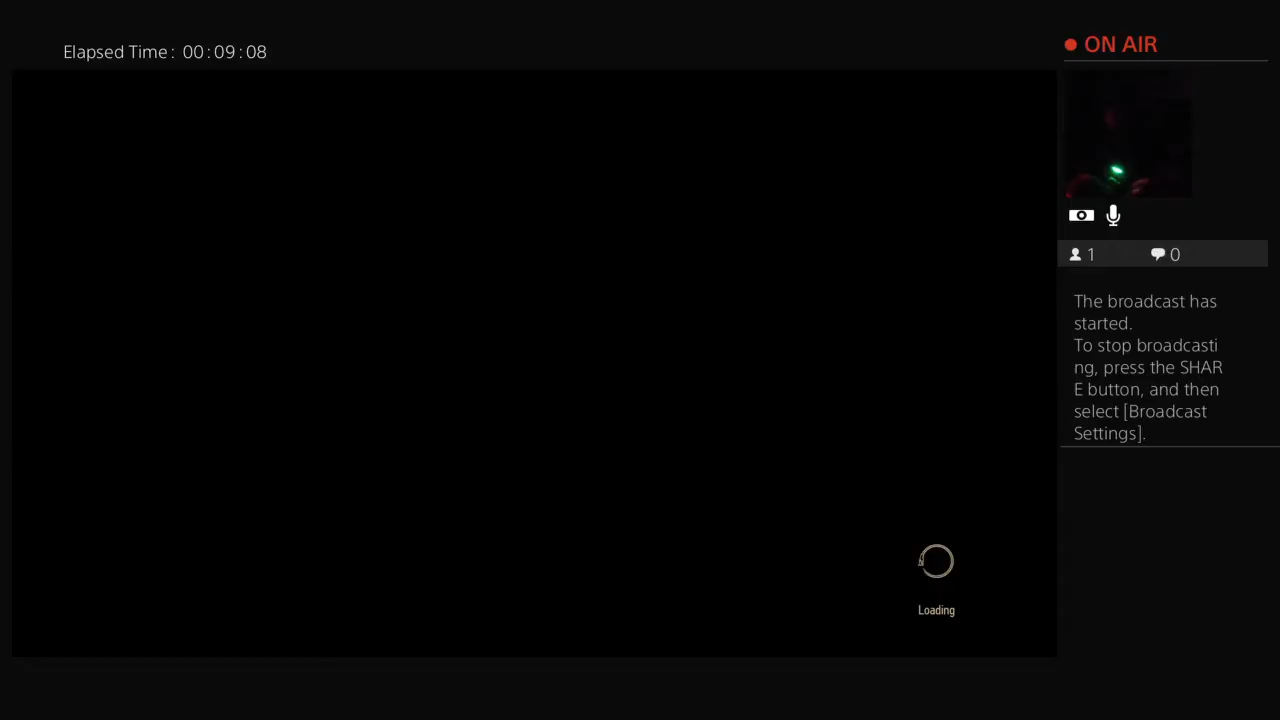 Elapsed Time: 00:09:08
ON AIR
1
0
The broadcast has
started.
To stop broadcasti
ng, press the SHAR
E button, and then
select [Broadcast
Settings].
Loading